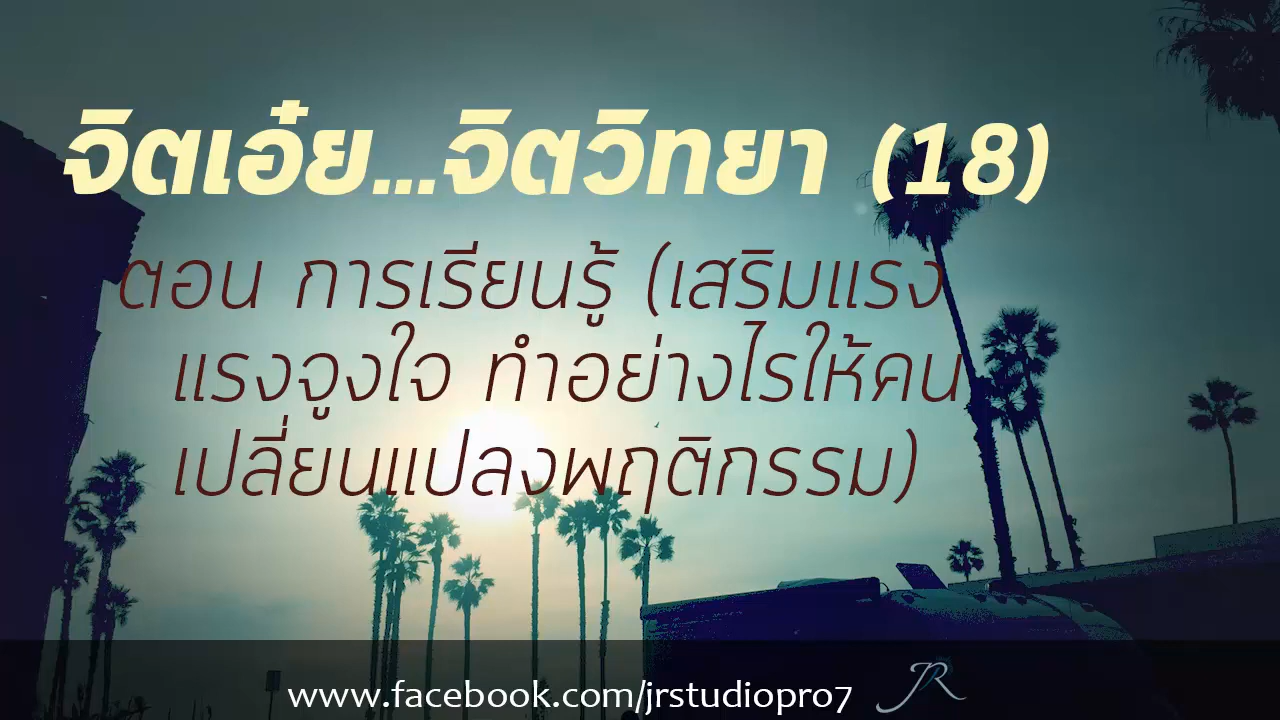 จิตเอ๋ย...จิตวิทยา (18)
ตอน การเรียนรู้ (เสริมแรง
แรงจูงใจ ทำอย่างไรให้คน
เปลี่ยนแปลงพฤติกรรม)
www.facebook.com/jrstudiopro7 JR